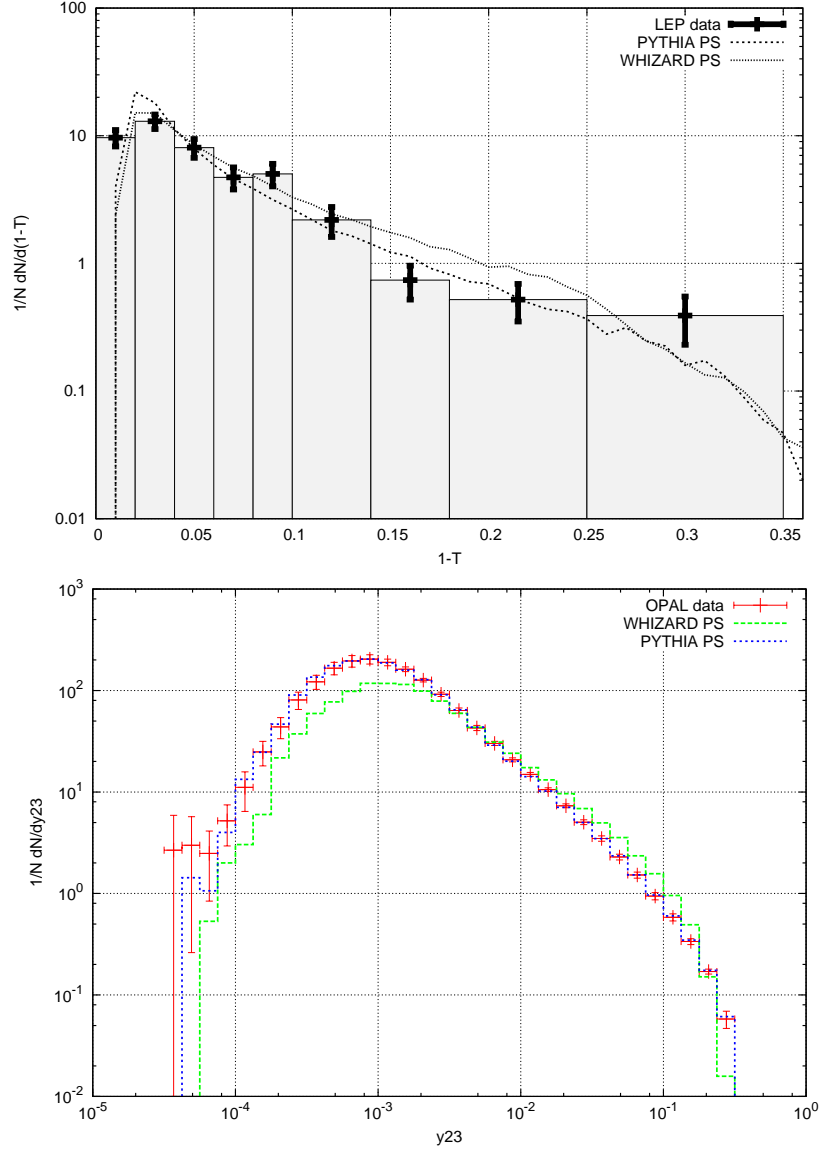 100
10
1
0.1
0.01
1/N dN/d(1-T)
LEP data
PYTHIA PS
WHIZARD PS
0 0.05 0.1 0.15 0.2 0.25 0.3 0.35
1-T
10^3
10^2
10^1
10^0
10^-1
10^-2
1/N dN/dy23
OPAL data
WHIZARD PS
PYTHIA PS
10^-5 10^-4 10^-3 10^-2 10^-1 10^0
y23